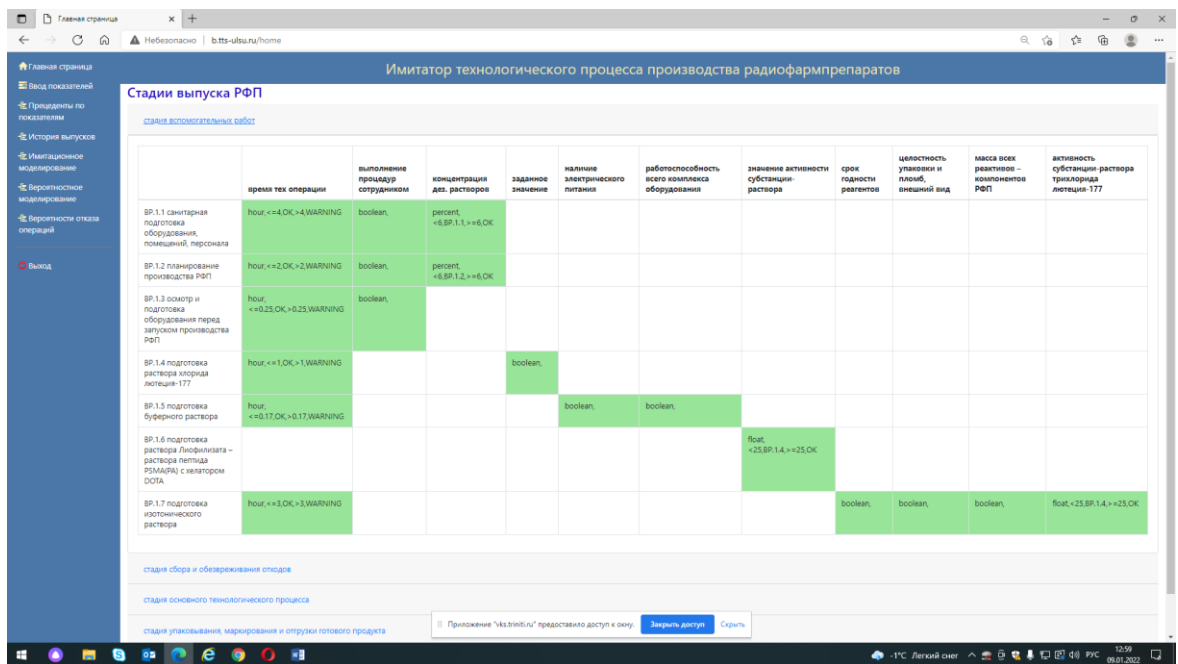 Главная страница
Небезопасно | b.tts-ulsu.ru/home
Главная страница
Ввод показателей
Прецеденты по
показателям
История выпусков
Имитационное
моделирование
Вероятностное
моделирование
Вероятности отказа
операций
Выход
Имитатор технологического процесса производства радиофармпрепаратов
Стадии выпуска РФП
стадия вспомогательных работ
время тех операции
выполнение
процедур
сотрудником
концентрация
дез. растворов
заданное
значение
наличие
электрического
питания
работоспособность
всего комплекса
оборудования
значение активности
субстанции-
раствора
срок
годности
реагентов
целостность
упаковки и
пломб,
внешний вид
масса всех
реактивов –
компонентов
РФП
активность
субстанции-раствора
трихлорида
лютеция-177
ВР.1.1 санитарная
подготовка
оборудования,
помещений, персонала
hour,<=4,OK,>4,WARNING
boolean,
percent,
<6,ВР.1.1,>=6,OK
ВР.1.2 планирование
производства РФП
hour,<=2,OK,>2,WARNING
boolean,
percent,
<6,ВР.1.2,>=6,OK
ВР.1.3 осмотр и
подготовка
оборудования перед
запуском производства
РФП
hour,
<=0.25,OK,>0.25,WARNING
boolean,
ВР.1.4 подготовка
раствора хлорида
лютеция-177
hour,<=1,OK,>1,WARNING
boolean,
ВР.1.5 подготовка
буферного раствора
hour,
<=0.17,OK,>0.17,WARNING
boolean,
boolean,
ВР.1.6 подготовка
раствора Лиофилизата –
раствора пептида
PSMA(РА) с хелатором
DOTA
float,
<25,ВР.1.4,>=25,OK
ВР.1.7 подготовка
изотонического
раствора
hour,<=3,OK,>3,WARNING
boolean,
boolean,
boolean,
float,<25,ВР.1.4,>=25,OK
стадия сбора и обезвреживания отходов
стадия основного технологического процесса
стадия упаковывания, маркирования и отгрузки готового продукта
Приложение "vks.triniti.ru" предоставило доступ к окну.
Закрыть доступ
Скрыть
-1°C Легкий снег
РУС
12:59
09.01.2022